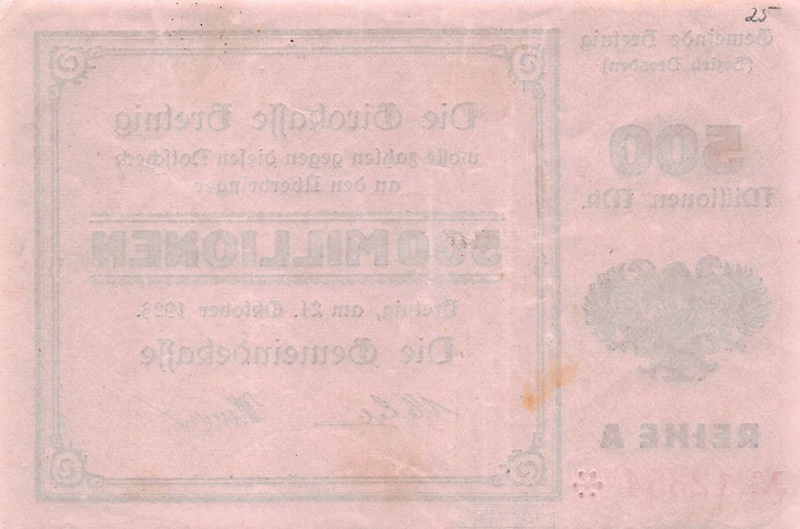 25
Gemeinde Bretnig
(Bezirk Dresden)
500
Millionen Mk.
REIHE A
Die Girokasse Bretnig
wolle zahlen gegen diesen Notscheck
an den Überbringer
500 MILLIONEN
Bretnig, am 21. Oktober 1923.
Die Gemeindekasse